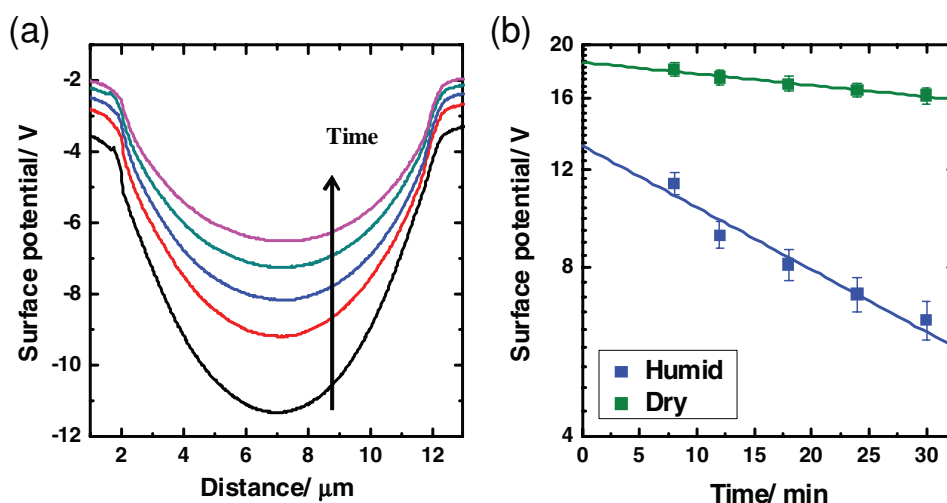 (a)
Surface potential/ V
-2
-4
-6
-8
-10
-12
2
4
6
8
10
12
Distance/ μm
Time
(b)
Surface potential/ V
20
16
12
8
4
0
5
10
15
20
25
30
Time/ min
Humid
Dry